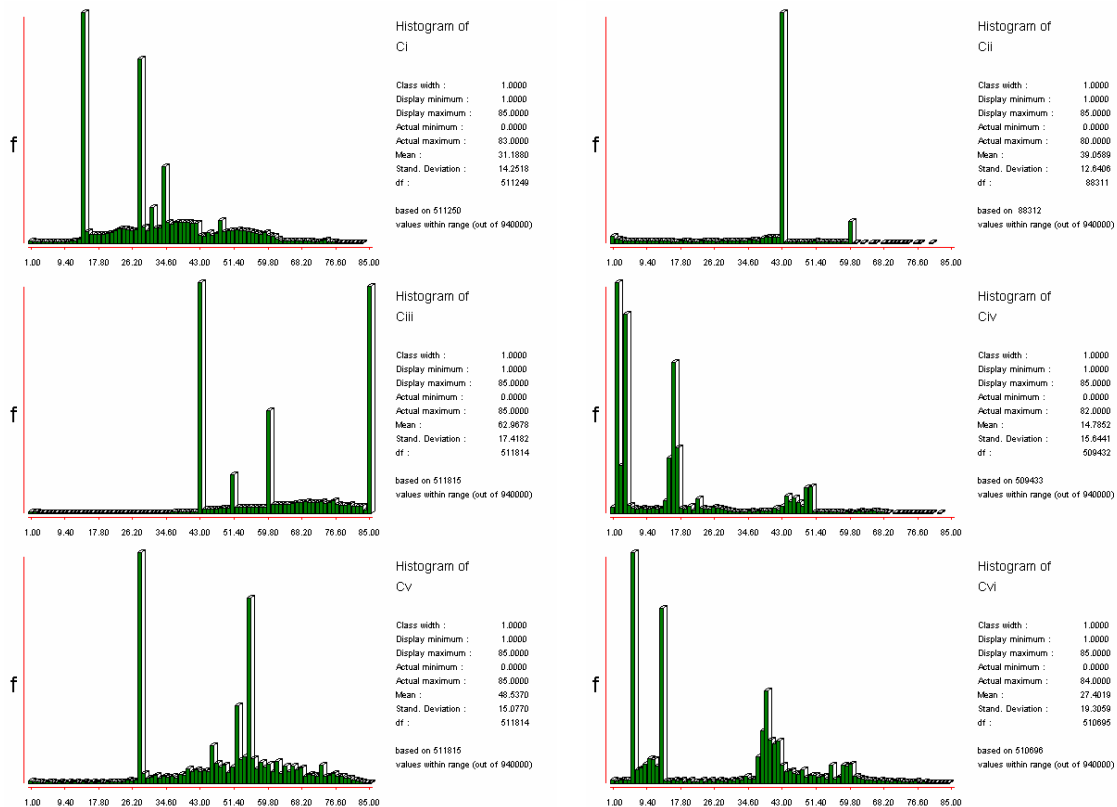 Histogram of
Ci
Class width : 1.0000
Display minimum : 1.0000
Display maximum : 85.0000
Actual minimum : 0.0000
Actual maximum : 83.0000
Mean : 31.1880
Stand. Deviation : 14.2518
df : 511249
based on 511250
values within range (out of 940000)
f
1.00 9.40 17.80 26.20 34.60 43.00 51.40 59.80 68.20 76.60 85.00
Histogram of
Cii
Class width : 1.0000
Display minimum : 1.0000
Display maximum : 85.0000
Actual minimum : 0.0000
Actual maximum : 80.0000
Mean : 39.0589
Stand. Deviation : 12.6406
df : 88311
based on 88312
values within range (out of 940000)
f
1.00 9.40 17.80 26.20 34.60 43.00 51.40 59.80 68.20 76.60 85.00
Histogram of
Ciii
Class width : 1.0000
Display minimum : 1.0000
Display maximum : 85.0000
Actual minimum : 0.0000
Actual maximum : 85.0000
Mean : 62.9678
Stand. Deviation : 17.4182
df : 511814
based on 511815
values within range (out of 940000)
f
1.00 9.40 17.80 26.20 34.60 43.00 51.40 59.80 68.20 76.60 85.00
Histogram of
Civ
Class width : 1.0000
Display minimum : 1.0000
Display maximum : 85.0000
Actual minimum : 0.0000
Actual maximum : 82.0000
Mean : 14.7852
Stand. Deviation : 15.6441
df : 509432
based on 509433
values within range (out of 940000)
f
1.00 9.40 17.80 26.20 34.60 43.00 51.40 59.80 68.20 76.60 85.00
Histogram of
Cv
Class width : 1.0000
Display minimum : 1.0000
Display maximum : 85.0000
Actual minimum : 0.0000
Actual maximum : 85.0000
Mean : 48.5370
Stand. Deviation : 15.0770
df : 511814
based on 511815
values within range (out of 940000)
f
1.00 9.40 17.80 26.20 34.60 43.00 51.40 59.80 68.20 76.60 85.00
Histogram of
Cvi
Class width : 1.0000
Display minimum : 1.0000
Display maximum : 85.0000
Actual minimum : 0.0000
Actual maximum : 84.0000
Mean : 27.4019
Stand. Deviation : 19.3059
df : 510695
based on 510696
values within range (out of 940000)
f
1.00 9.40 17.80 26.20 34.60 43.00 51.40 59.80 68.20 76.60 85.00